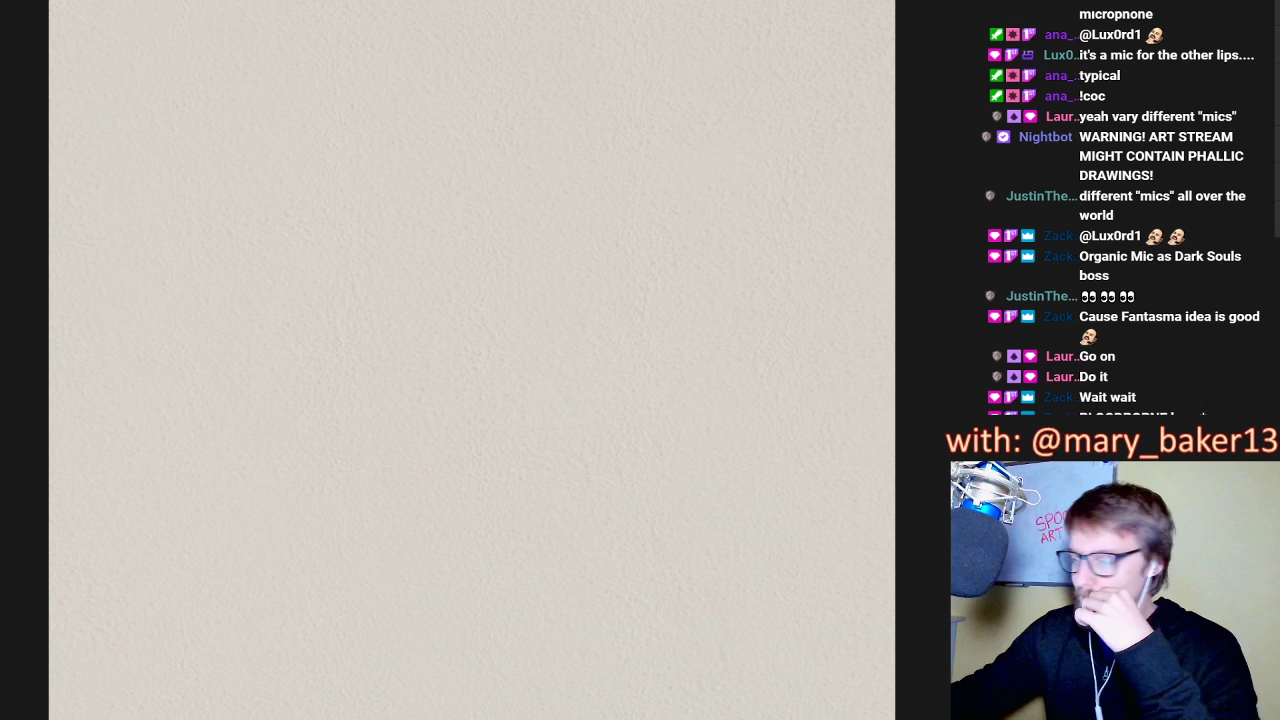 microphone
ana_..@Lux0rd1
Lux0..it's a mic for the other lips....
ana_..typical
ana_..!coc
Laur..yeah vary different "mics"
Nightbot WARNING! ART STREAM
MIGHT CONTAIN PHALLIC
DRAWINGS!
JustinThe...different "mics" all over the
world
Zack @Lux0rd1
Zack Organic Mic as Dark Souls
boss
JustinThe...
Zack Cause Fantasma idea is good
Laur..Go on
Laur..Do it
Zack Wait wait
with: @mary_baker13
SPOO
ART